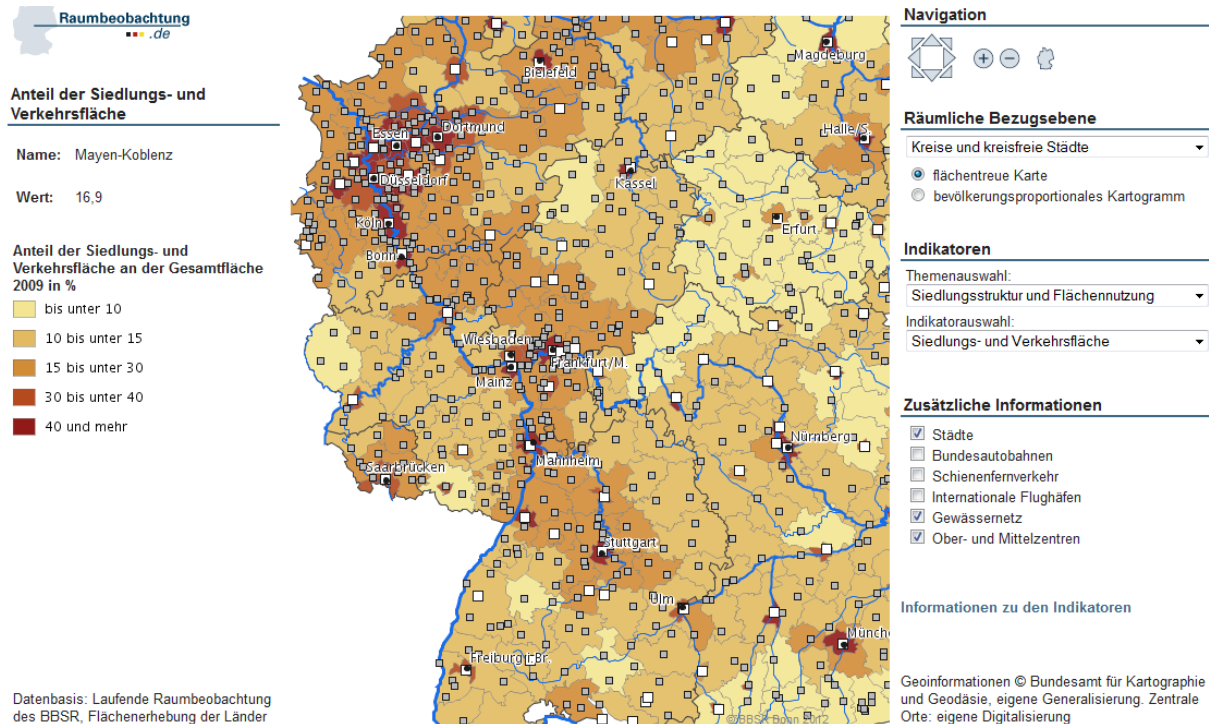 Raumbeobachtung
.de
Anteil der Siedlungs- und
Verkehrsfläche
Name: Mayen-Koblenz
Wert: 16,9
Anteil der Siedlungs- und
Verkehrsfläche an der Gesamtfläche
2009 in %
bis unter 10
10 bis unter 15
15 bis unter 30
30 bis unter 40
40 und mehr
Datenbasis: Laufende Raumbeobachtung
des BBSR, Flächenerhebung der Länder
Magdeburg
Bielefeld
Dortmund
Essen
Halle/S.
Düsseldorf
Kassel
Köln
Erfurt
Bonn
Wiesbaden
Frankfurt/M.
Mainz
Nürnberg
Mannheim
Saarbrücken
Stuttgart
Ulm
Münche
Freiburg i.Br.
© BBSR Bonn 2012
Navigation
Räumliche Bezugsebene
Kreise und kreisfreie Städte
flächentreue Karte
bevölkerungsproportionales Kartogramm
Indikatoren
Themenauswahl:
Siedlungsstruktur und Flächennutzung
Indikatorauswahl:
Siedlungs- und Verkehrsfläche
Zusätzliche Informationen
Städte
Bundesautobahnen
Schienenfernverkehr
Internationale Flughäfen
Gewässernetz
Ober- und Mittelzentren
Informationen zu den Indikatoren
Geoinformationen © Bundesamt für Kartographie
und Geodäsie, eigene Generalisierung. Zentrale
Orte: eigene Digitalisierung